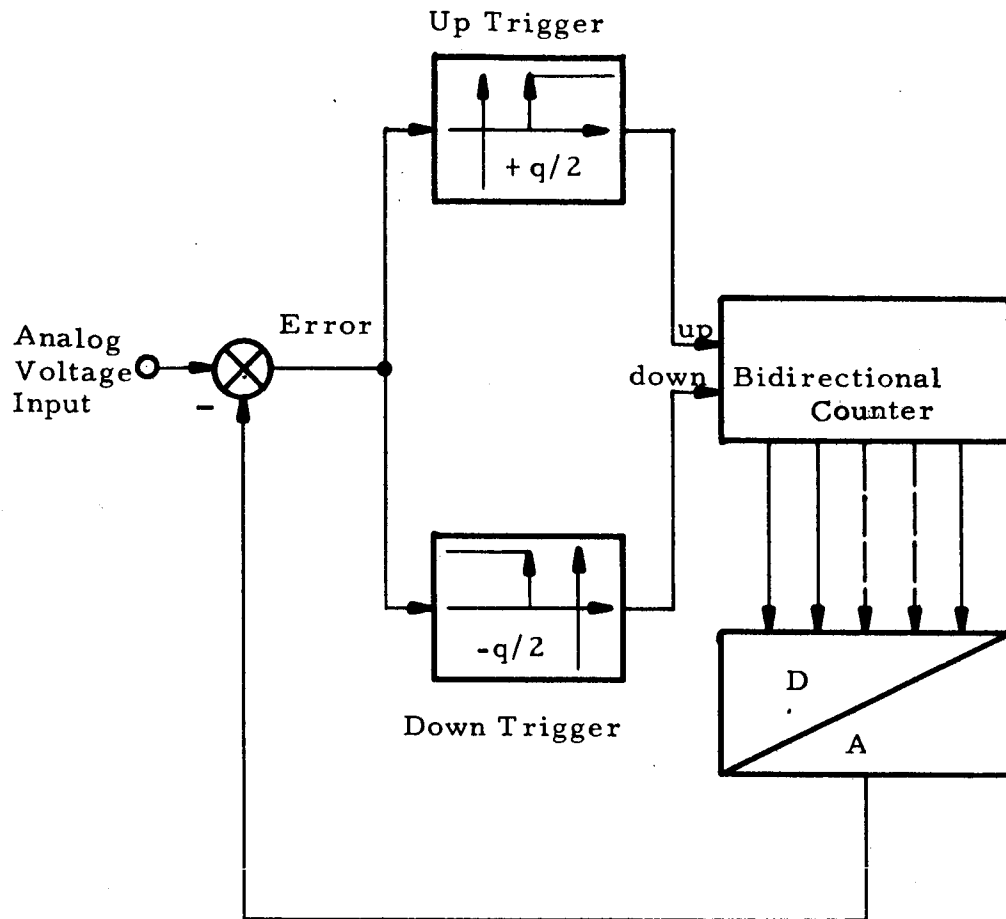 Up Trigger
+ q/2
Error
Analog
Voltage
Input
-
up
down
Bidirectional
Counter
-q/2
Down Trigger
D
A